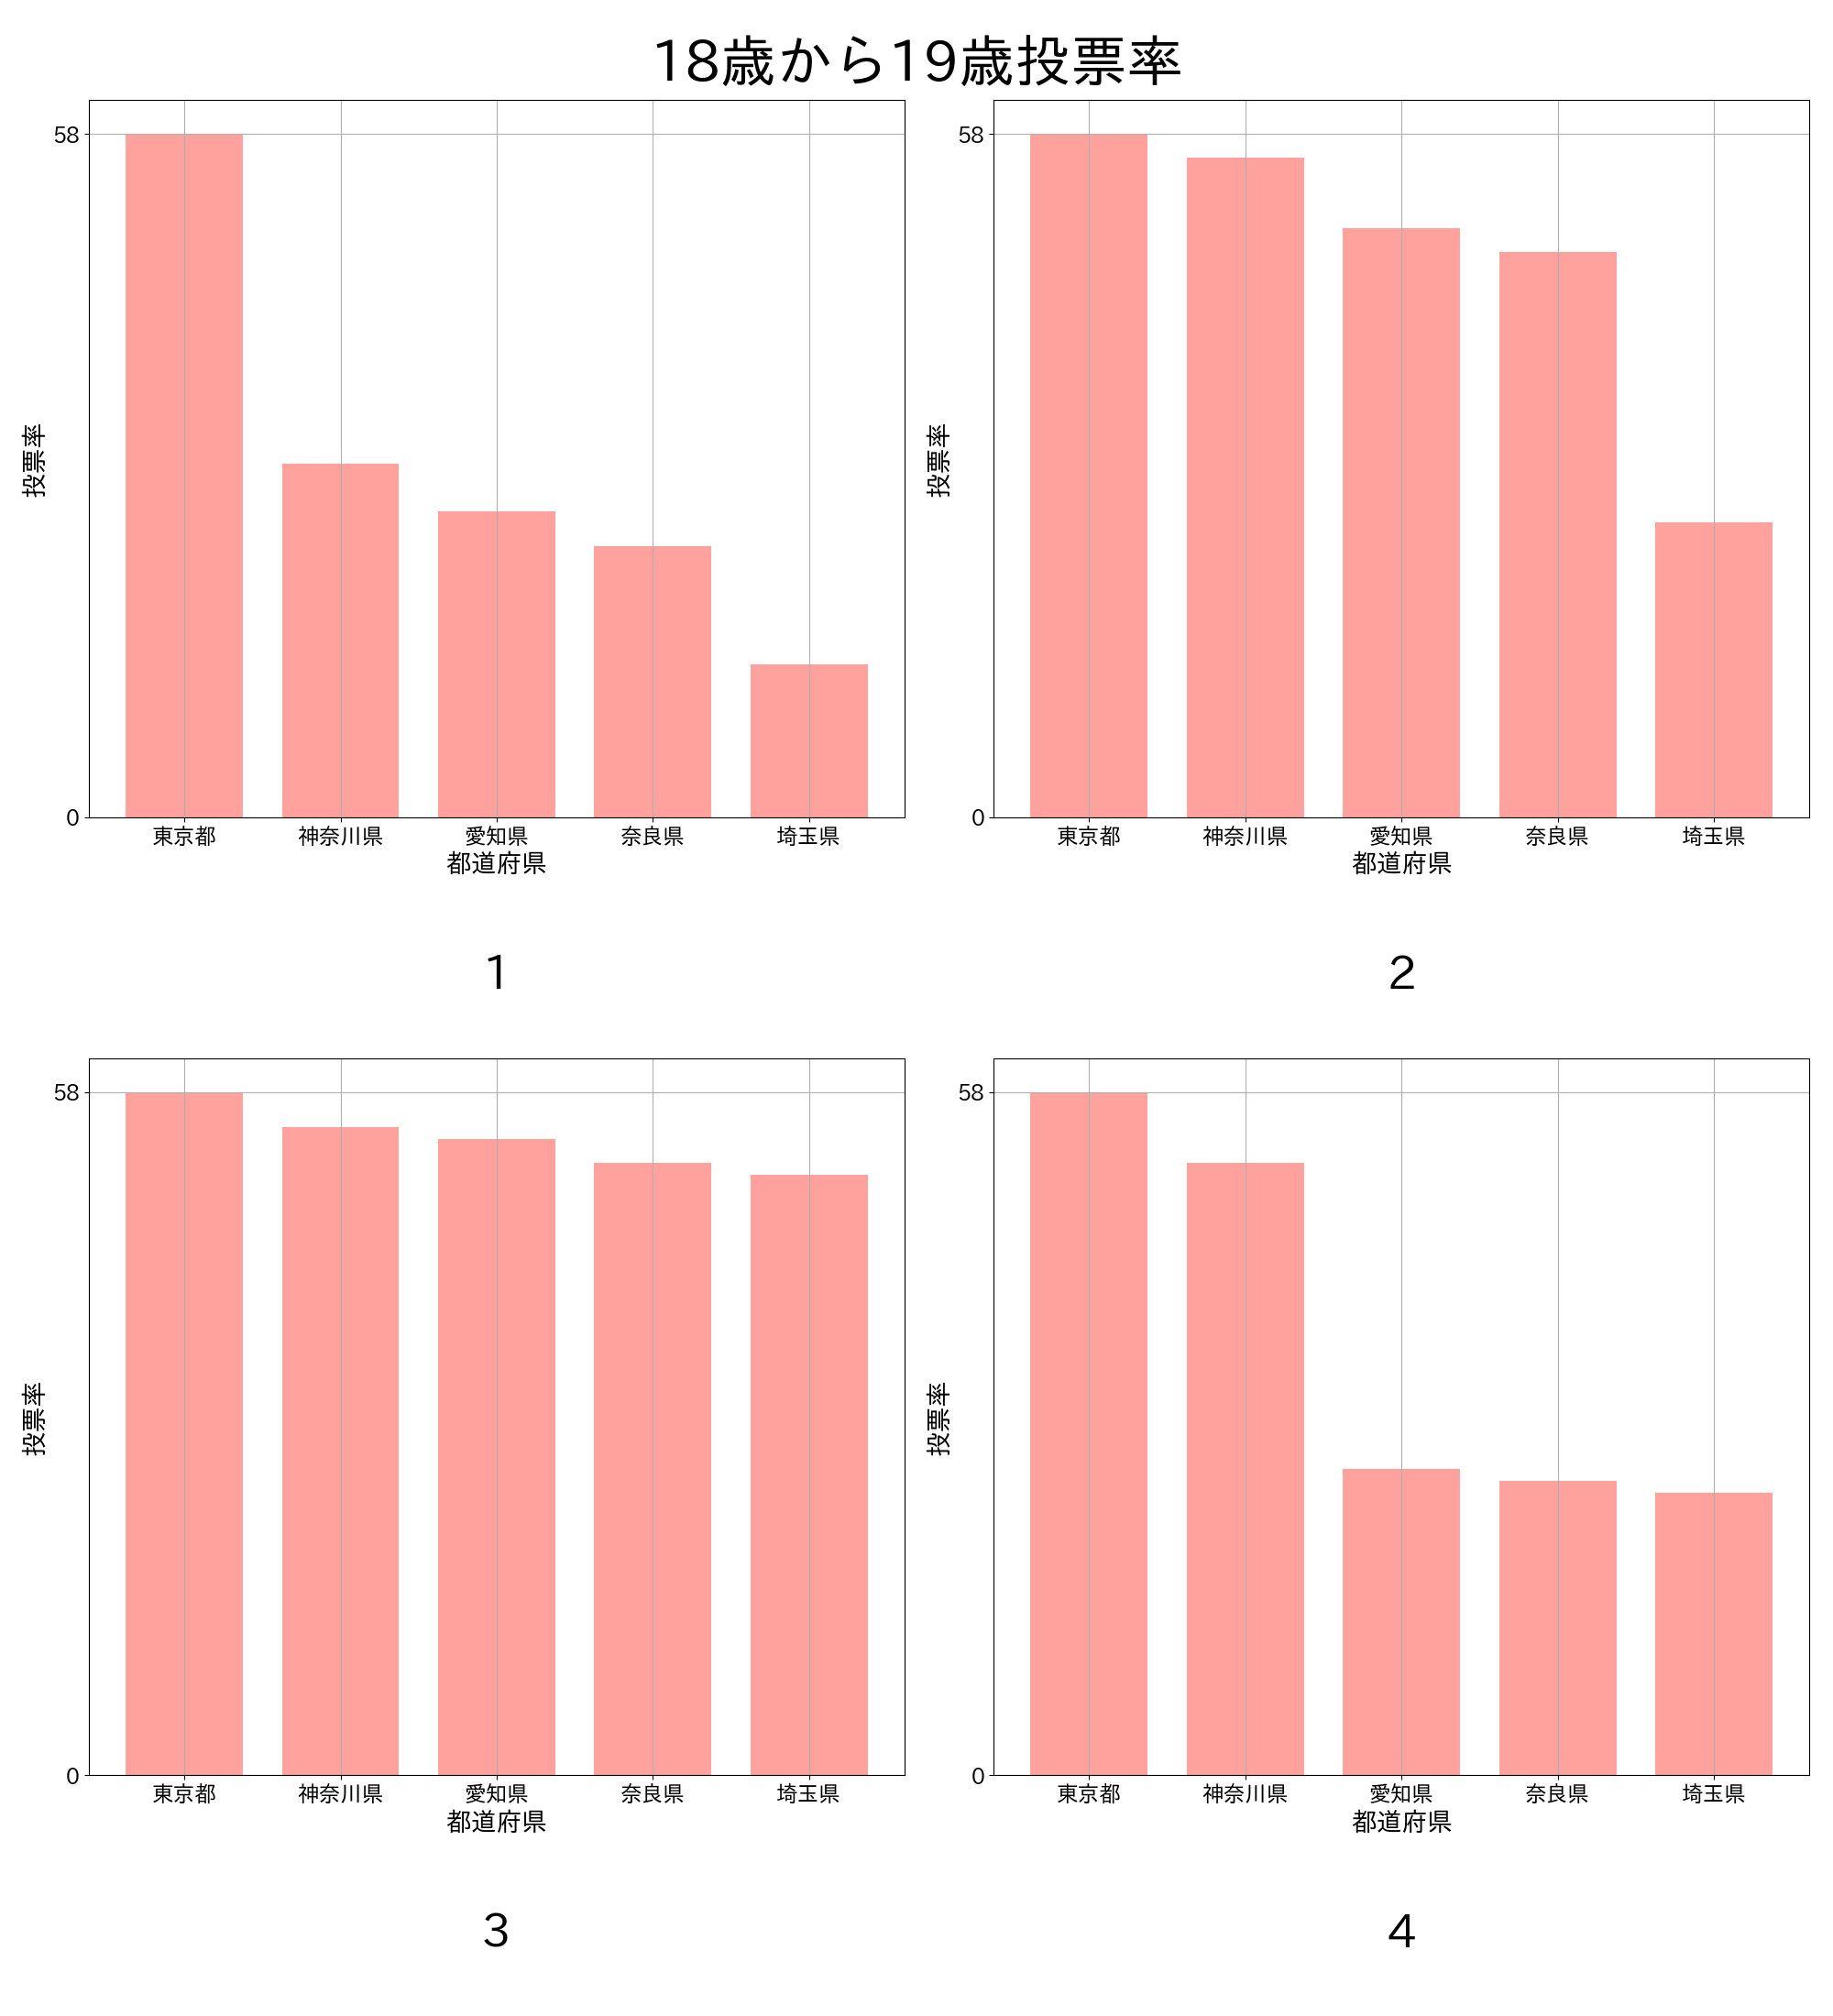 18歳から19歳投票率
58
0
投票率
東京都 神奈川県 愛知県 奈良県 埼玉県
都道府県
1
58
0
投票率
東京都 神奈川県 愛知県 奈良県 埼玉県
都道府県
2
58
0
投票率
東京都 神奈川県 愛知県 奈良県 埼玉県
都道府県
3
58
0
投票率
東京都 神奈川県 愛知県 奈良県 埼玉県
都道府県
4